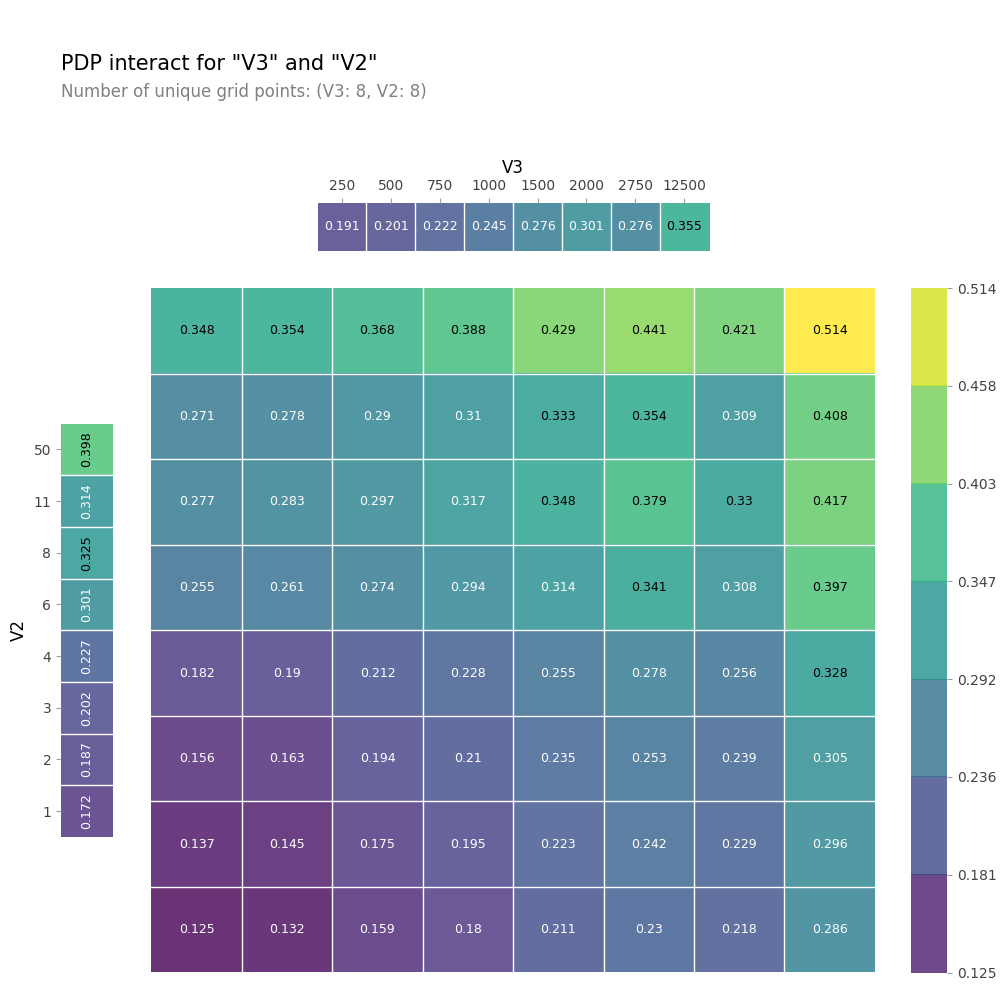 PDP interact for "V3" and "V2"
Number of unique grid points: (V3: 8, V2: 8)
V3
250 500 750 1000 1500 2000 2750 12500
0.191 0.201 0.222 0.245 0.276 0.301 0.276 0.355
V2
50 0.398
11 0.314
8 0.325
6 0.301
4 0.227
3 0.202
2 0.187
1 0.172
0.348 0.354 0.368 0.388 0.429 0.441 0.421 0.514
0.271 0.278 0.29 0.31 0.333 0.354 0.309 0.408
0.277 0.283 0.297 0.317 0.348 0.379 0.33 0.417
0.255 0.261 0.274 0.294 0.314 0.341 0.308 0.397
0.182 0.19 0.212 0.228 0.255 0.278 0.256 0.328
0.156 0.163 0.194 0.21 0.235 0.253 0.239 0.305
0.137 0.145 0.175 0.195 0.223 0.242 0.229 0.296
0.125 0.132 0.159 0.18 0.211 0.23 0.218 0.286
0.514
0.458
0.403
0.347
0.292
0.236
0.181
0.125